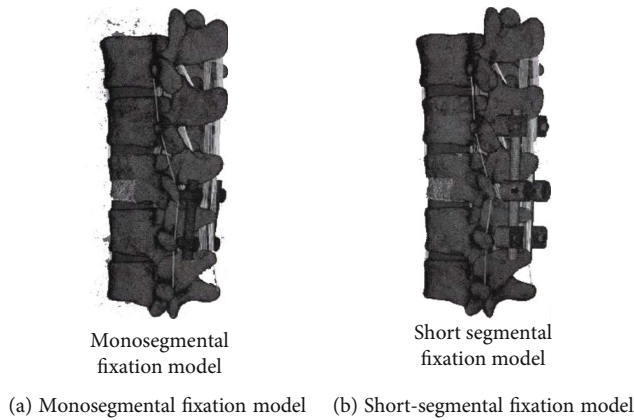 Monosegmental
fixation model
Short segmental
fixation model
(a) Monosegmental fixation model
(b) Short-segmental fixation model